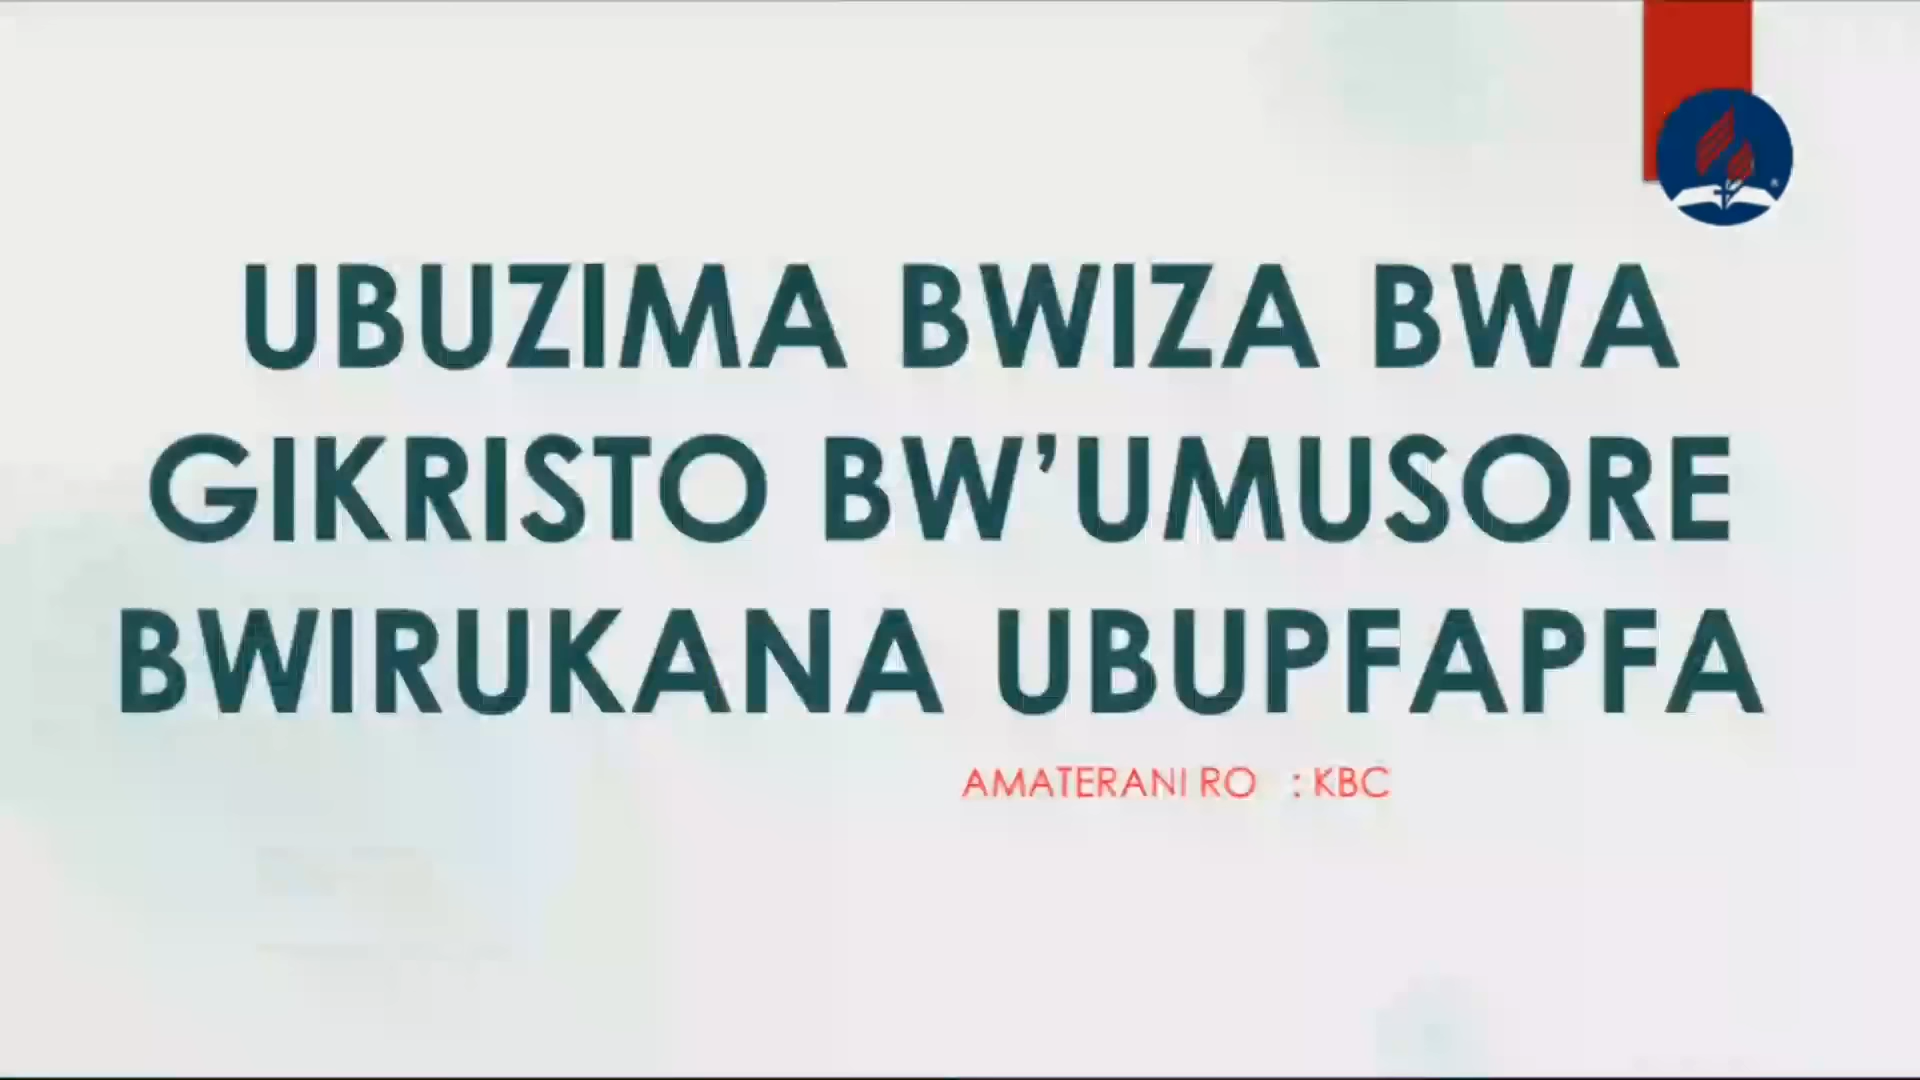 UBUZIMA BWIZA BWA
GIKRISTO BW’UMUSORE
BWIRUKANA UBUPFAPFA
AMATERANI RO : KBC